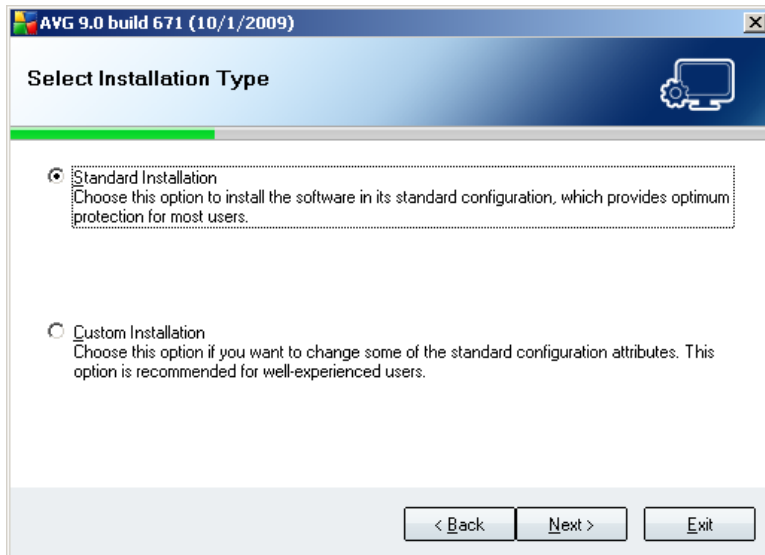 AVG 9.0 build 671 (10/1/2009)
Select Installation Type
Standard Installation
Choose this option to install the software in its standard configuration, which provides optimum
protection for most users.
Custom Installation
Choose this option if you want to change some of the standard configuration attributes. This
option is recommended for well-experienced users.
< Back Next > Exit